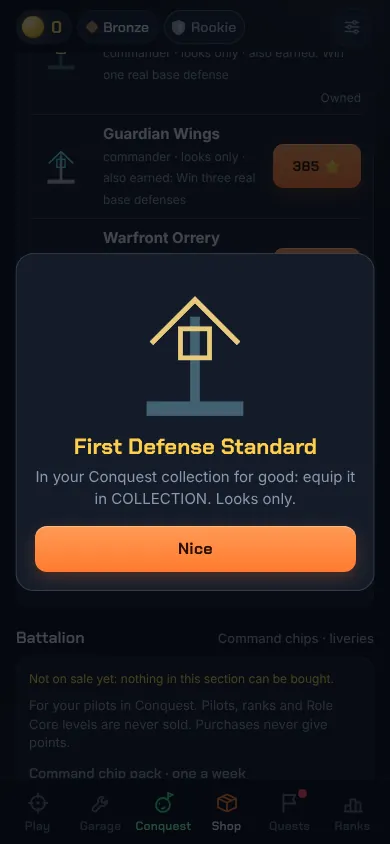 0 Bronze Rookie
commander · looks only · also earned: Win
one real base defense
Owned
Guardian Wings
commander · looks only ·
also earned: Win three real
base defenses
385
Warfront Orrery
First Defense Standard
In your Conquest collection for good: equip it
in COLLECTION. Looks only.
Nice
Battalion
Command chips · liveries
Not on sale yet: nothing in this section can be bought.
For your pilots in Conquest. Pilots, ranks and Role
Core levels are never sold. Purchases never give
points.
Command chip pack · one a week
Play Garage Conquest Shop Quests Ranks